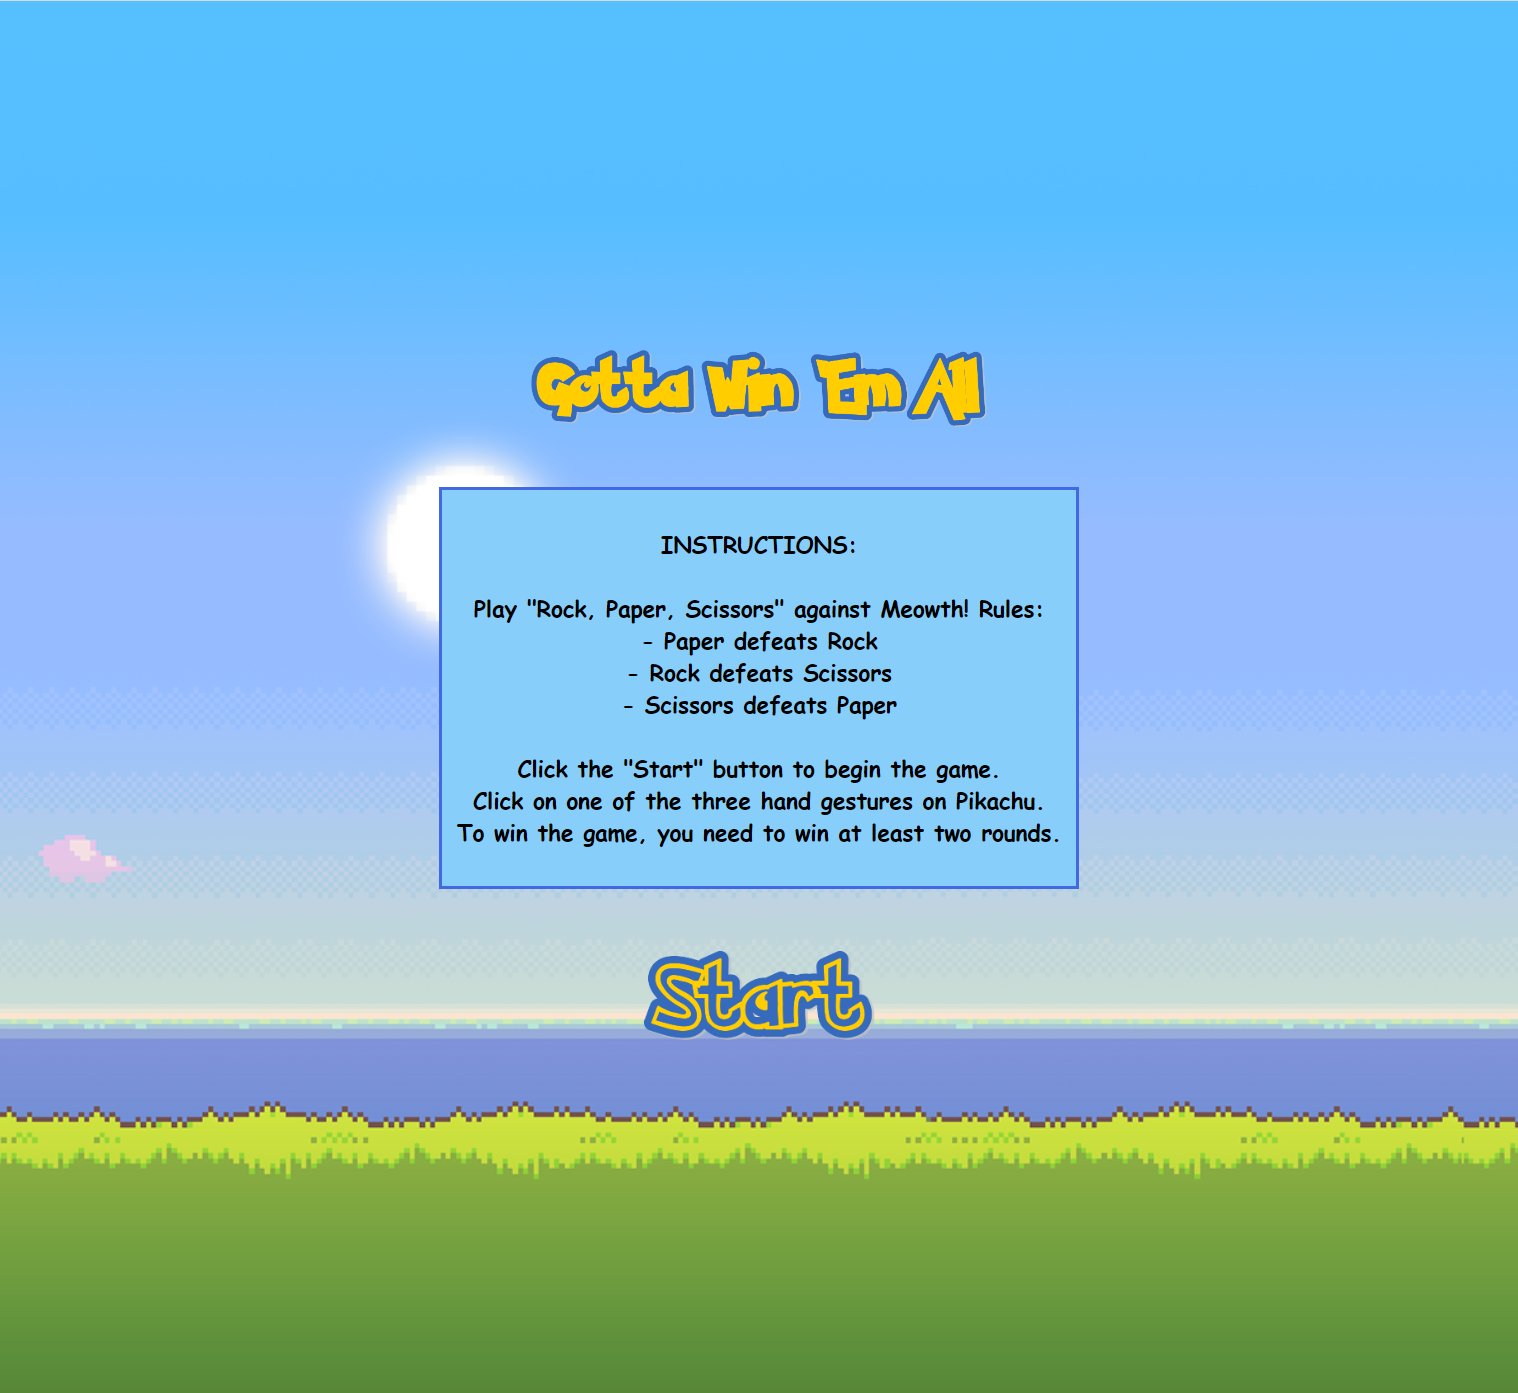 Gotta Win 'Em All
INSTRUCTIONS:
Play "Rock, Paper, Scissors" against Meowth! Rules:
- Paper defeats Rock
- Rock defeats Scissors
- Scissors defeats Paper
Click the "Start" button to begin the game.
Click on one of the three hand gestures on Pikachu.
To win the game, you need to win at least two rounds.
Start